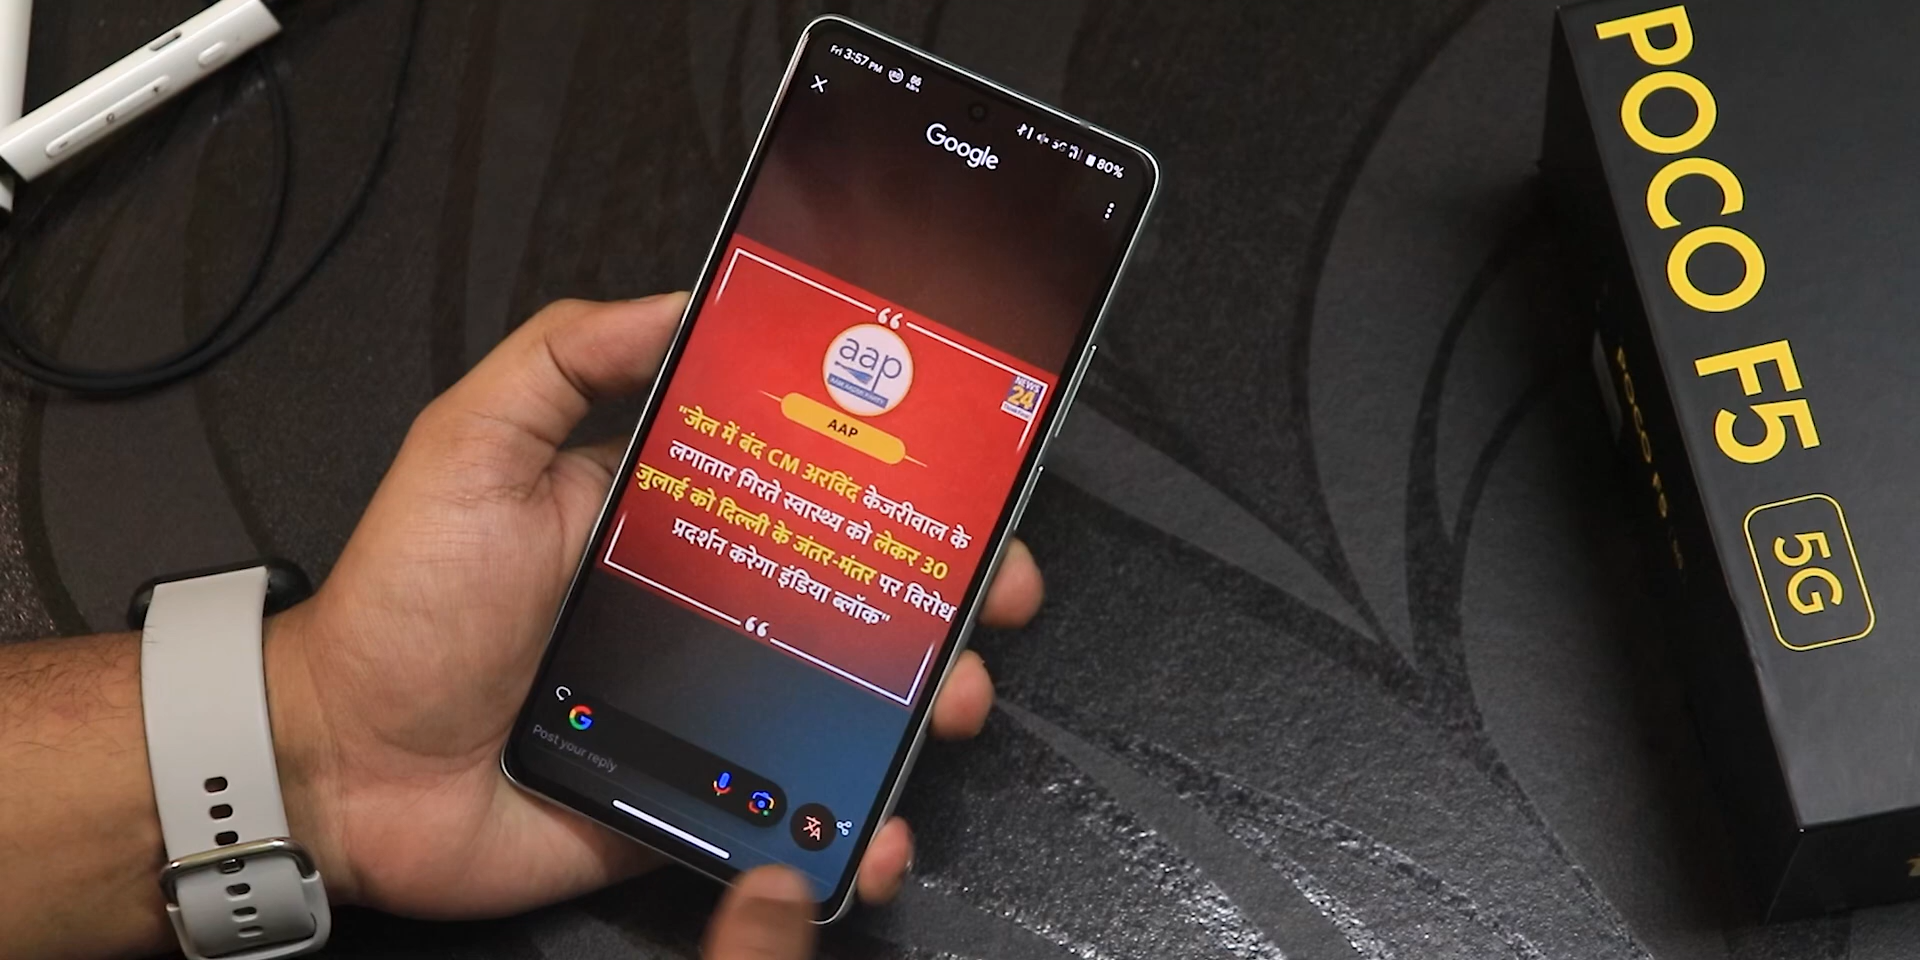 Fri 3:57 PM
80%
Google
aap
AAP
NEWS
24
"जेल में बंद CM अरविंद केजरीवाल के
लगातार गिरते स्वास्थ्य को लेकर 30
जुलाई को दिल्ली के जंतर-मंतर पर विरोध
प्रदर्शन करेगा इंडिया ब्लॉक"
Post your reply
POCO F5
5G